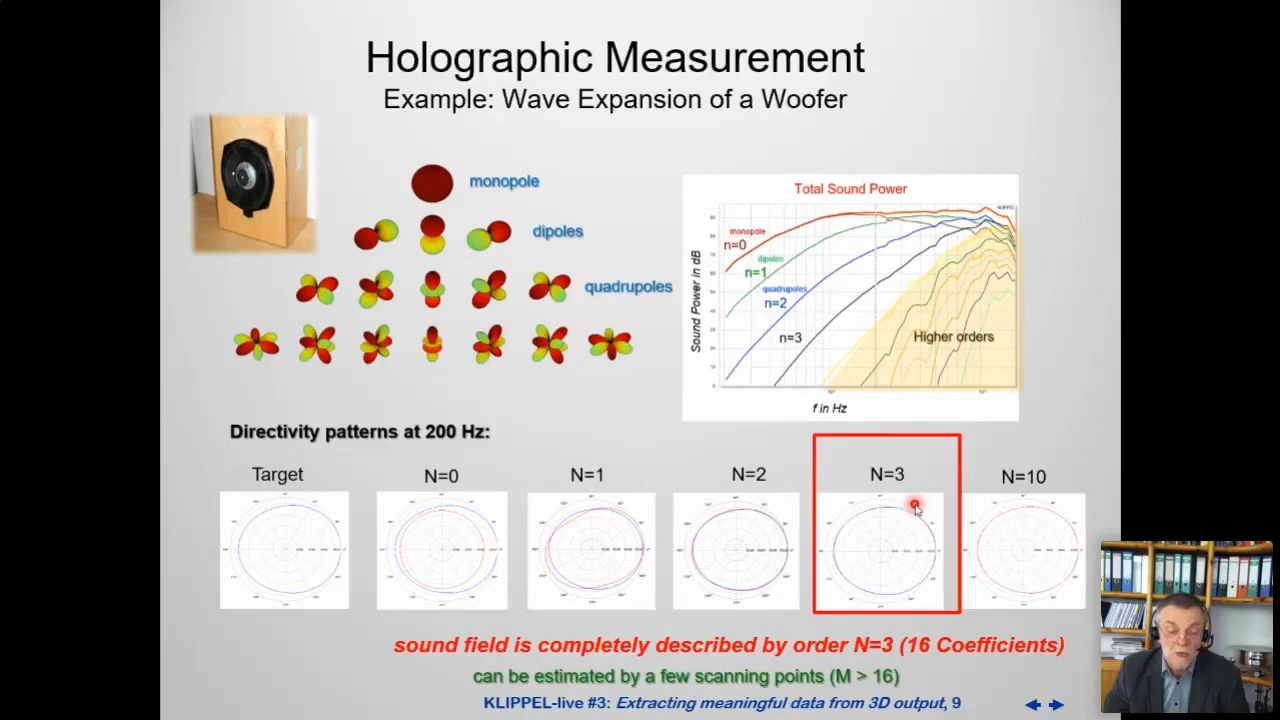 Holographic Measurement
Example: Wave Expansion of a Woofer
monopole
dipoles
quadrupoles
Total Sound Power
KLIPPEL
monopole
n=0
dipoles
n=1
quadrupoles
n=2
n=3
Higher orders
Sound Power in dB
f in Hz
Directivity patterns at 200 Hz:
Target
N=0
N=1
N=2
N=3
N=10
sound field is completely described by order N=3 (16 Coefficients)
can be estimated by a few scanning points (M > 16)
KLIPPEL-live #3: Extracting meaningful data from 3D output, 9